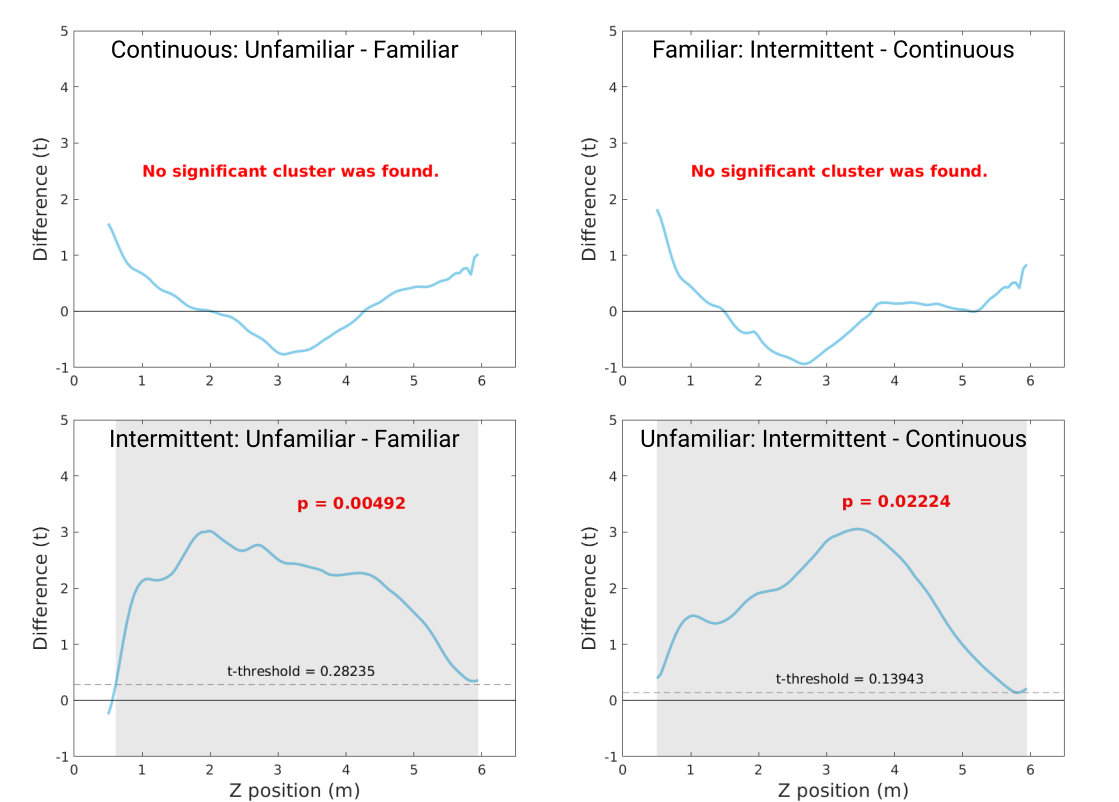 Continuous: Unfamiliar - Familiar
No significant cluster was found.
Difference (t)
5
4
3
2
1
0
-1
0 1 2 3 4 5 6
Familiar: Intermittent - Continuous
No significant cluster was found.
Difference (t)
5
4
3
2
1
0
-1
0 1 2 3 4 5 6
Intermittent: Unfamiliar - Familiar
p = 0.00492
t-threshold = 0.28235
Difference (t)
5
4
3
2
1
0
-1
0 1 2 3 4 5 6
Z position (m)
Unfamiliar: Intermittent - Continuous
p = 0.02224
t-threshold = 0.13943
Difference (t)
5
4
3
2
1
0
-1
0 1 2 3 4 5 6
Z position (m)